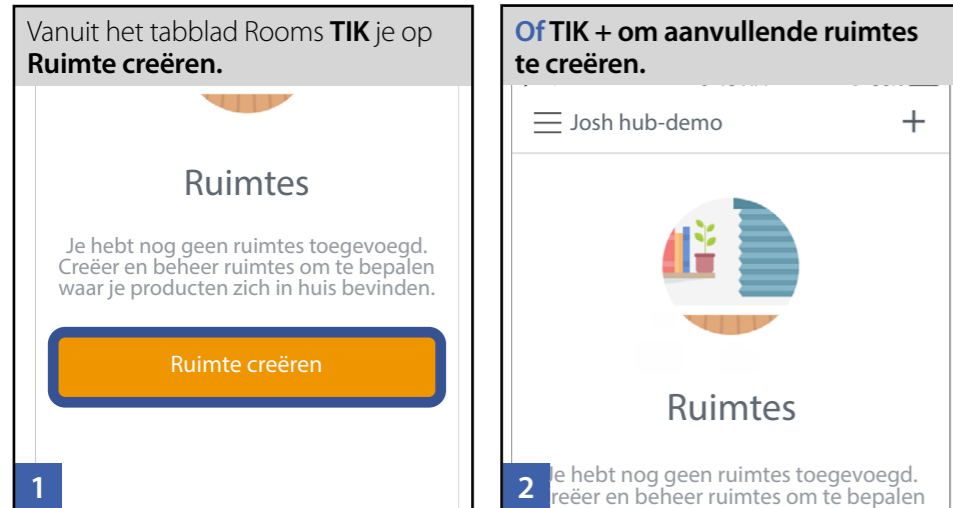 Vanuit het tabblad Rooms TIK je op
Ruimte creëren.
Ruimtes
Je hebt nog geen ruimtes toegevoegd.
Creëer en beheer ruimtes om te bepalen
waar je producten zich in huis bevinden.
Ruimte creëren
1
Of TIK + om aanvullende ruimtes
te creëren.
Josh hub-demo +
Ruimtes
Je hebt nog geen ruimtes toegevoegd.
reëer en beheer ruimtes om te bepalen
2